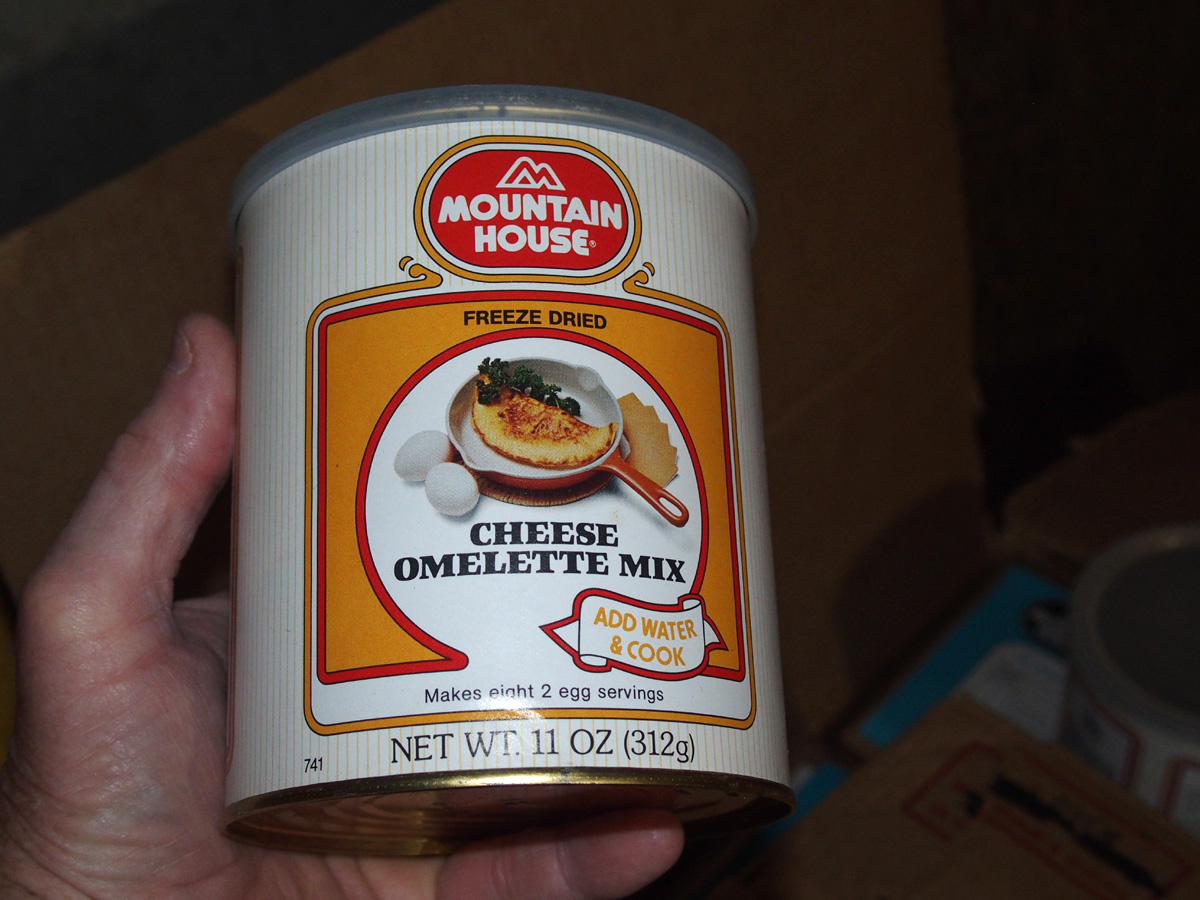 MOUNTAIN
HOUSE®
FREEZE DRIED
CHEESE
OMELETTE MIX
ADD WATER
& COOK
Makes eight 2 egg servings
NET WT. 11 OZ (312g)
741